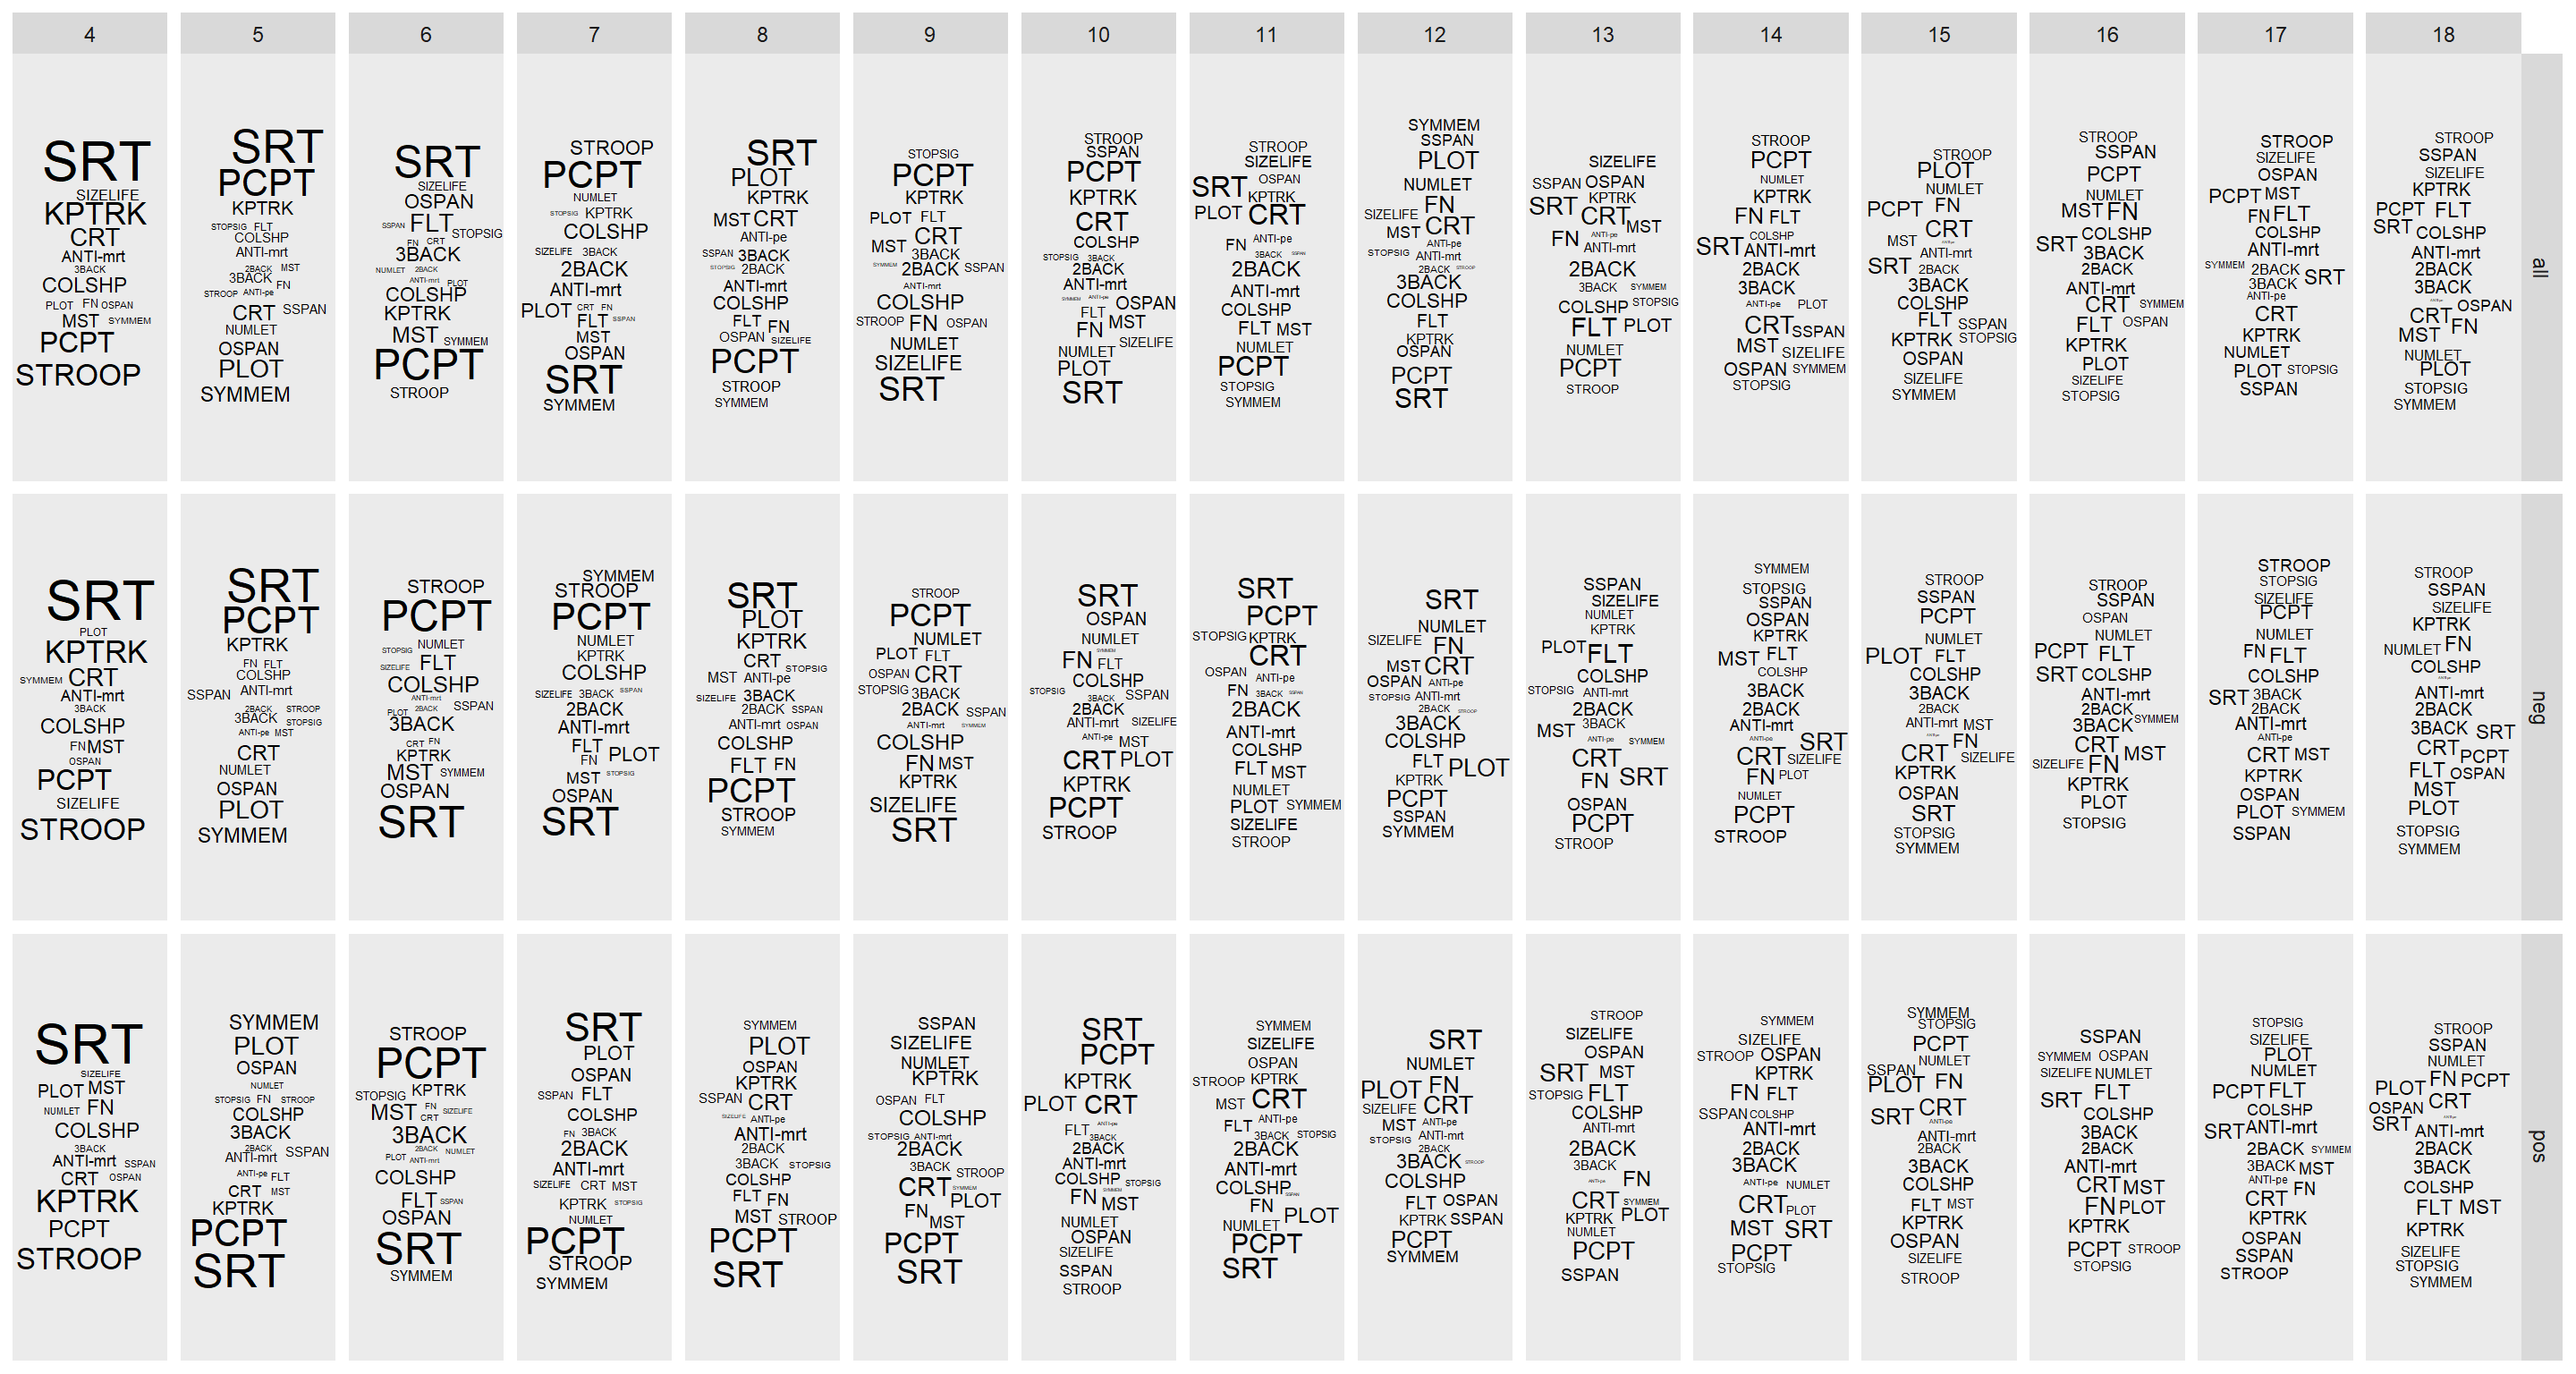 4 5 6 7 8 9 10 11 12 13 14 15 16 17 18
all
SRT
SIZELIFE
KPTRK
CRT
ANTI-mrt
3BACK
COLSHP
PLOT FN OSPAN
MST SYMMEM
PCPT
STROOP
SRT
PCPT
KPTRK
STOPSIG FLT
COLSHP
ANTI-mrt
2BACK MST
3BACK FN
STROOP ANTI-pe
CRT SSPAN
NUMLET
OSPAN
PLOT
SYMMEM
SRT
SIZELIFE
OSPAN
SSPAN FLT STOPSIG
FN CRT
3BACK
NUMLET 2BACK
ANTI-mrt PLOT
COLSHP
KPTRK
MST SYMMEM
PCPT
STROOP
STROOP
PCPT
NUMLET
STOPSIG KPTRK
COLSHP
SIZELIFE 3BACK
2BACK
ANTI-mrt
PLOT CRT FN
FLT SSPAN
MST
OSPAN
SRT
SYMMEM
SRT
PLOT
KPTRK
MST CRT
ANTI-pe
SSPAN 3BACK
STOPSIG 2BACK
ANTI-mrt
COLSHP
FLT FN
OSPAN SIZELIFE
PCPT
STROOP
SYMMEM
STOPSIG
PCPT
KPTRK
PLOT FLT
CRT
MST 3BACK
SYMMEM 2BACK SSPAN
ANTI-mrt
COLSHP
STROOP FN OSPAN
NUMLET
SIZELIFE
SRT
STROOP
SSPAN
PCPT
KPTRK
CRT
COLSHP
STOPSIG 3BACK
2BACK
ANTI-mrt
SYMMEM ANTI-pe OSPAN
FLT
FN MST
NUMLET SIZELIFE
PLOT
SRT
STROOP
SIZELIFE
SRT OSPAN
KPTRK
PLOT CRT
FN ANTI-pe
3BACK SSPAN
2BACK
ANTI-mrt
COLSHP
FLT MST
NUMLET
PCPT
STOPSIG
SYMMEM
SYMMEM
SSPAN
PLOT
NUMLET
FN
SIZELIFE CRT
MST
ANTI-pe
STOPSIG ANTI-mrt
2BACK STROOP
3BACK
COLSHP
FLT
KPTRK
OSPAN
PCPT
SRT
SIZELIFE
SSPAN OSPAN
KPTRK
SRT CRT MST
FN ANTI-pe
ANTI-mrt
2BACK
3BACK SYMMEM
COLSHP STOPSIG
FLT PLOT
NUMLET
PCPT
STROOP
STROOP
PCPT
NUMLET
KPTRK
FN FLT
COLSHP
SRT ANTI-mrt
2BACK
3BACK
ANTI-pe PLOT
CRT SSPAN
MST SIZELIFE
OSPAN SYMMEM
STOPSIG
STROOP
PLOT
NUMLET
PCPT FN
CRT
MST ANTI-pe
ANTI-mrt
SRT 2BACK
3BACK
COLSHP
FLT SSPAN
KPTRK STOPSIG
OSPAN
SIZELIFE
SYMMEM
STROOP
SSPAN
PCPT
NUMLET
MST FN
COLSHP
SRT 3BACK
2BACK
ANTI-mrt
CRT SYMMEM
FLT OSPAN
KPTRK
PLOT
SIZELIFE
STOPSIG
STROOP
SIZELIFE
OSPAN
PCPT MST
FN FLT
COLSHP
ANTI-mrt
SYMMEM 2BACK SRT
3BACK
ANTI-pe
CRT
KPTRK
NUMLET
PLOT STOPSIG
SSPAN
STROOP
SSPAN
SIZELIFE
KPTRK
PCPT FLT
SRT COLSHP
ANTI-mrt
2BACK
3BACK
ANTI-pe OSPAN
CRT FN
MST
NUMLET
PLOT
STOPSIG
SYMMEM
neg
SRT
PLOT
KPTRK
SYMMEM CRT
ANTI-mrt
3BACK
COLSHP
FN MST
OSPAN
PCPT
SIZELIFE
STROOP
SRT
PCPT
KPTRK
FN FLT
COLSHP
SSPAN ANTI-mrt
2BACK STROOP
3BACK STOPSIG
ANTI-pe MST
CRT
NUMLET
OSPAN
PLOT
SYMMEM
STROOP
PCPT
STOPSIG NUMLET
SIZELIFE FLT
COLSHP
ANTI-mrt
PLOT 2BACK SSPAN
3BACK
CRT FN
KPTRK
MST SYMMEM
OSPAN
SRT
SYMMEM
STROOP
PCPT
NUMLET
KPTRK
COLSHP
SIZELIFE 3BACK SSPAN
2BACK
ANTI-mrt
FLT PLOT
FN
MST STOPSIG
OSPAN
SRT
SRT
PLOT
KPTRK
CRT STOPSIG
MST ANTI-pe
SIZELIFE 3BACK
2BACK SSPAN
ANTI-mrt OSPAN
COLSHP
FLT FN
PCPT
STROOP
SYMMEM
STROOP
PCPT
NUMLET
PLOT FLT
OSPAN CRT
STOPSIG 3BACK
2BACK SSPAN
ANTI-mrt SYMMEM
COLSHP
FN MST
KPTRK
SIZELIFE
SRT
SRT
OSPAN
NUMLET
SYMMEM
FN FLT
COLSHP
STOPSIG 3BACK SSPAN
2BACK
ANTI-mrt SIZELIFE
ANTI-pe MST
CRT PLOT
KPTRK
PCPT
STROOP
SRT
PCPT
STOPSIG KPTRK
CRT
OSPAN ANTI-pe
FN 3BACK SSPAN
2BACK
ANTI-mrt
COLSHP
FLT MST
NUMLET
PLOT SYMMEM
SIZELIFE
STROOP
SRT
NUMLET
SIZELIFE FN
MST CRT
OSPAN ANTI-pe
STOPSIG ANTI-mrt
2BACK STROOP
3BACK
COLSHP
FLT PLOT
KPTRK
PCPT
SSPAN
SYMMEM
SSPAN
SIZELIFE
NUMLET
KPTRK
PLOT FLT
COLSHP
STOPSIG ANTI-mrt
2BACK
MST 3BACK
ANTI-pe SYMMEM
CRT
FN SRT
OSPAN
PCPT
STROOP
SYMMEM
STOPSIG
SSPAN
OSPAN
KPTRK
MST FLT
COLSHP
3BACK
2BACK
ANTI-mrt
ANTI-pe SRT
CRT SIZELIFE
FN PLOT
NUMLET
PCPT
STROOP
STROOP
SSPAN
PCPT
NUMLET
PLOT FLT
COLSHP
3BACK
2BACK
ANTI-mrt MST
ANTI-pe FN
CRT SIZELIFE
KPTRK
OSPAN
SRT
STOPSIG
SYMMEM
STROOP
SSPAN
OSPAN
NUMLET
PCPT FLT
SRT COLSHP
ANTI-mrt
2BACK
3BACK SYMMEM
CRT
SIZELIFE FN MST
KPTRK
PLOT
STOPSIG
STROOP
STOPSIG
SIZELIFE
PCPT
NUMLET
FN FLT
COLSHP
SRT 3BACK
2BACK
ANTI-mrt
ANTI-pe
CRT MST
KPTRK
OSPAN
PLOT SYMMEM
SSPAN
STROOP
SSPAN
SIZELIFE
KPTRK
NUMLET FN
COLSHP
ANTI-pe
ANTI-mrt
2BACK
3BACK SRT
CRT PCPT
FLT OSPAN
MST
PLOT
STOPSIG
SYMMEM
pos
SRT
SIZELIFE
PLOT MST
NUMLET FN
COLSHP
3BACK
ANTI-mrt SSPAN
CRT OSPAN
KPTRK
PCPT
STROOP
SYMMEM
PLOT
OSPAN
NUMLET
STOPSIG FN STROOP
COLSHP
3BACK
2BACK SSPAN
ANTI-mrt
ANTI-pe FLT
CRT MST
KPTRK
PCPT
SRT
STROOP
PCPT
STOPSIG KPTRK
MST FN SIZELIFE
CRT
3BACK
2BACK NUMLET
PLOT ANTI-mrt
COLSHP
FLT SSPAN
OSPAN
SRT
SYMMEM
SRT
PLOT
OSPAN
SSPAN FLT
COLSHP
FN 3BACK
2BACK
ANTI-mrt
SIZELIFE CRT MST
KPTRK STOPSIG
NUMLET
PCPT
STROOP
SYMMEM
SYMMEM
PLOT
OSPAN
KPTRK
SSPAN CRT
SIZELIFE ANTI-pe
ANTI-mrt
2BACK
3BACK STOPSIG
COLSHP
FLT FN
MST STROOP
PCPT
SRT
SSPAN
SIZELIFE
NUMLET
KPTRK
OSPAN FLT
COLSHP
STOPSIG ANTI-mrt
2BACK
3BACK STROOP
CRT SYMMEM
PLOT
FN MST
PCPT
SRT
SRT
PCPT
KPTRK
PLOT CRT
ANTI-pe
FLT 3BACK
2BACK
ANTI-mrt
COLSHP STOPSIG
FN SYMMEM
MST
NUMLET
OSPAN
SIZELIFE
SSPAN
STROOP
SYMMEM
SIZELIFE
OSPAN
STROOP KPTRK
MST CRT
FLT ANTI-pe
3BACK STOPSIG
2BACK
ANTI-mrt
COLSHP SSPAN
FN
NUMLET PLOT
PCPT
SRT
SRT
NUMLET
PLOT FN
SIZELIFE CRT
MST
STOPSIG ANTI-mrt
2BACK
3BACK STROOP
COLSHP
FLT OSPAN
KPTRK SSPAN
PCPT
SYMMEM
STROOP
SIZELIFE
OSPAN
SRT MST
STOPSIG FLT
COLSHP
ANTI-mrt
2BACK
3BACK
ANTI-pe FN
CRT SYMMEM
KPTRK PLOT
NUMLET
PCPT
SSPAN
SYMMEM
SIZELIFE
STROOP OSPAN
KPTRK
FN FLT
SSPAN COLSHP
ANTI-mrt
2BACK
3BACK
ANTI-pe NUMLET
CRT PLOT
MST SRT
PCPT
STOPSIG
SYMMEM
STOPSIG
PCPT
NUMLET
SSPAN
PLOT FN
SRT CRT
ANTI-pe
ANTI-mrt
2BACK
3BACK
COLSHP
FLT MST
KPTRK
OSPAN
SIZELIFE
STROOP
SSPAN
SYMMEM OSPAN
SIZELIFE NUMLET
SRT FLT
COLSHP
3BACK
2BACK
ANTI-mrt
CRT MST
FN PLOT
KPTRK
PCPT STROOP
STOPSIG
STOPSIG
SIZELIFE
PLOT
NUMLET
PCPT FLT
COLSHP
SRT ANTI-mrt
2BACK SYMMEM
3BACK MST
ANTI-pe
CRT FN
KPTRK
OSPAN
SSPAN
STROOP
STROOP
SSPAN
NUMLET
PLOT FN PCPT
OSPAN CRT
SRT ANTI-mrt
2BACK
3BACK
COLSHP
FLT MST
KPTRK
SIZELIFE
STOPSIG
SYMMEM